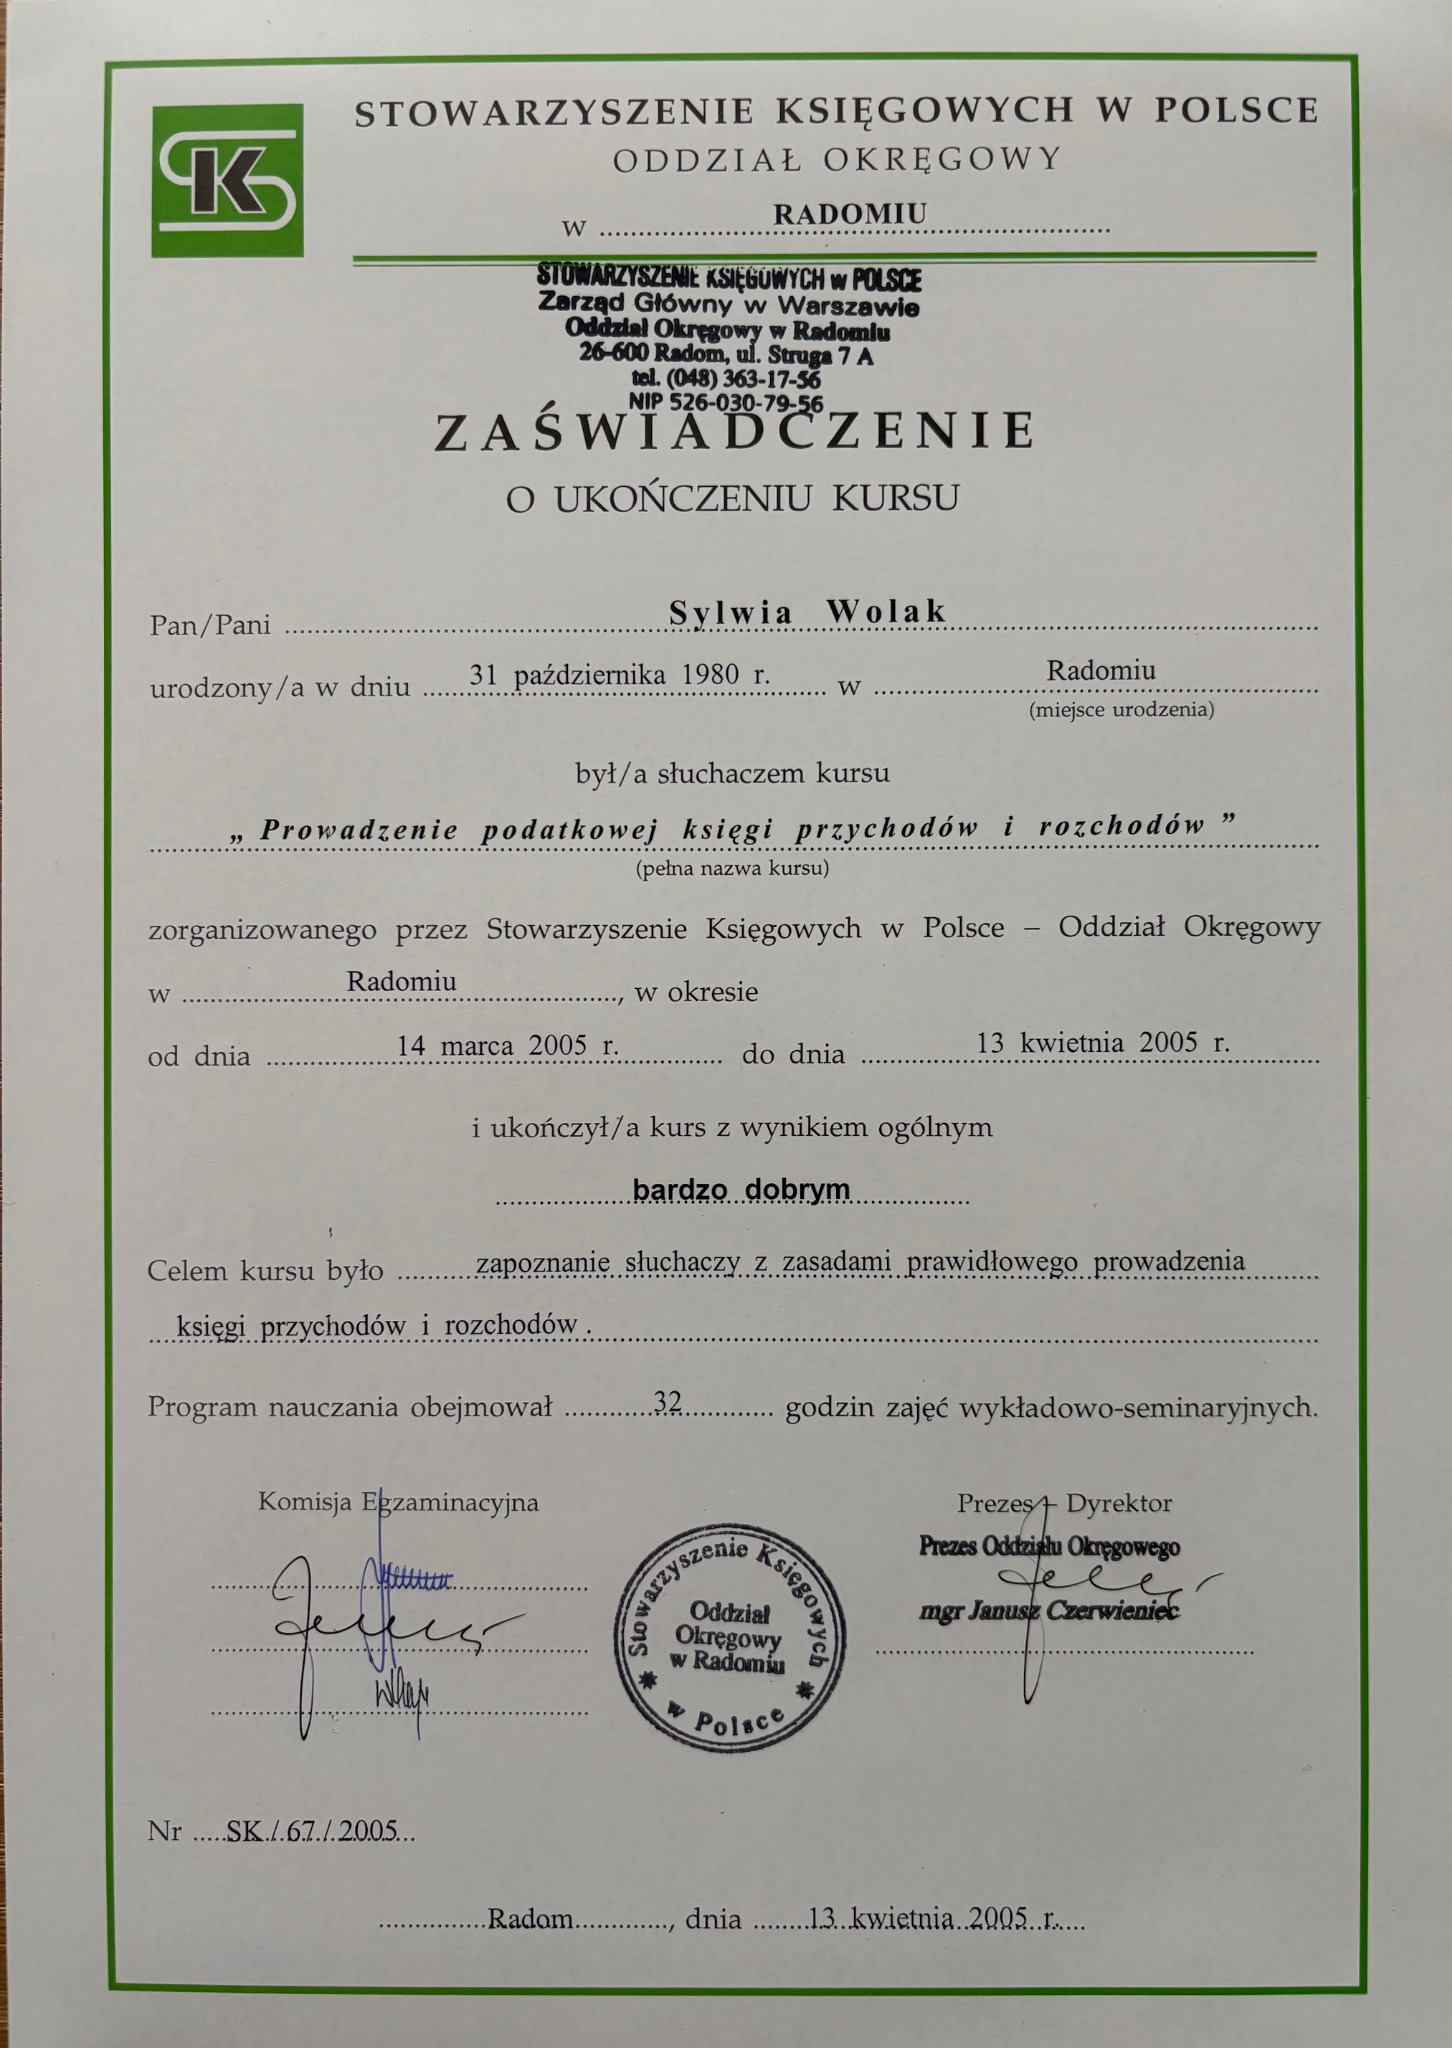 SK
STOWARZYSZENIE KSIĘGOWYCH W POLSCE
ODDZIAŁ OKRĘGOWY
w RADOMIU
STOWARZYSZENIE KSIĘGOWYCH w POLSCE
Zarząd Główny w Warszawie
Oddział Okręgowy w Radomiu
26-600 Radom, ul. Struga 7 A
tel. (048) 363-17-56
NIP 526-030-79-56
ZAŚWIADCZENIE
O UKOŃCZENIU KURSU
Pan/Pani Sylwia Wolak
urodzony/a w dniu 31 października 1980 r. w Radomiu
(miejsce urodzenia)
był/a słuchaczem kursu
„ Prowadzenie podatkowej księgi przychodów i rozchodów ”
(pełna nazwa kursu)
zorganizowanego przez Stowarzyszenie Księgowych w Polsce – Oddział Okręgowy
w Radomiu, w okresie
od dnia 14 marca 2005 r. do dnia 13 kwietnia 2005 r.
i ukończył/a kurs z wynikiem ogólnym
bardzo dobrym
Celem kursu było zapoznanie słuchaczy z zasadami prawidłowego prowadzenia
księgi przychodów i rozchodów.
Program nauczania obejmował 32 godzin zajęć wykładowo-seminaryjnych.
Komisja Egzaminacyjna
Prezes – Dyrektor
Prezes Oddziału Okręgowego
mgr Janusz Czerwieniec
Stowarzyszenie Księgowych
Oddział
Okręgowy
w Radomiu
w Polsce
Nr SK / 67 / 2005
Radom, dnia 13 kwietnia 2005 r.